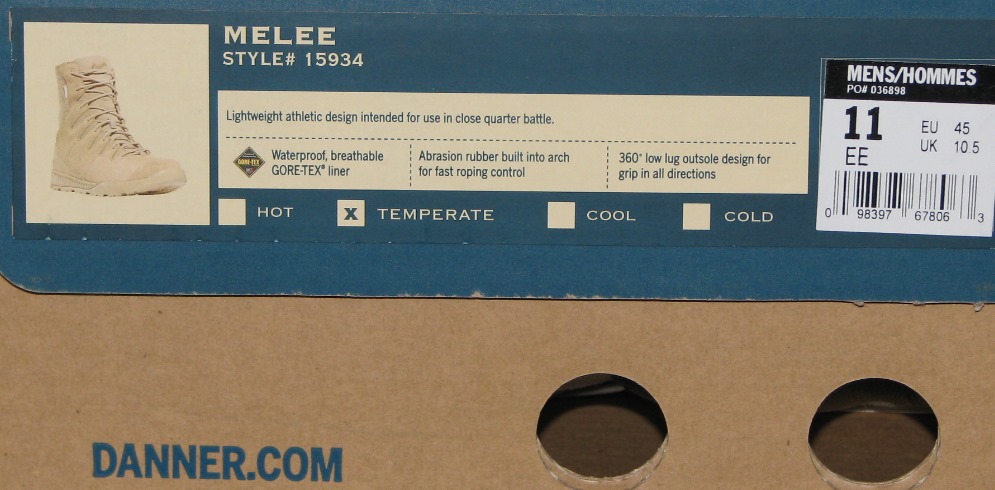 MELEE
STYLE# 15934
Lightweight athletic design intended for use in close quarter battle.
GORE-TEX
Waterproof, breathable
GORE-TEX® liner
Abrasion rubber built into arch
for fast roping control
360° low lug outsole design for
grip in all directions
HOT
X TEMPERATE
COOL
COLD
MENS/HOMMES
PO# 036898
11
EE
EU 45
UK 10 5
0 98397 67806 3
DANNER.COM